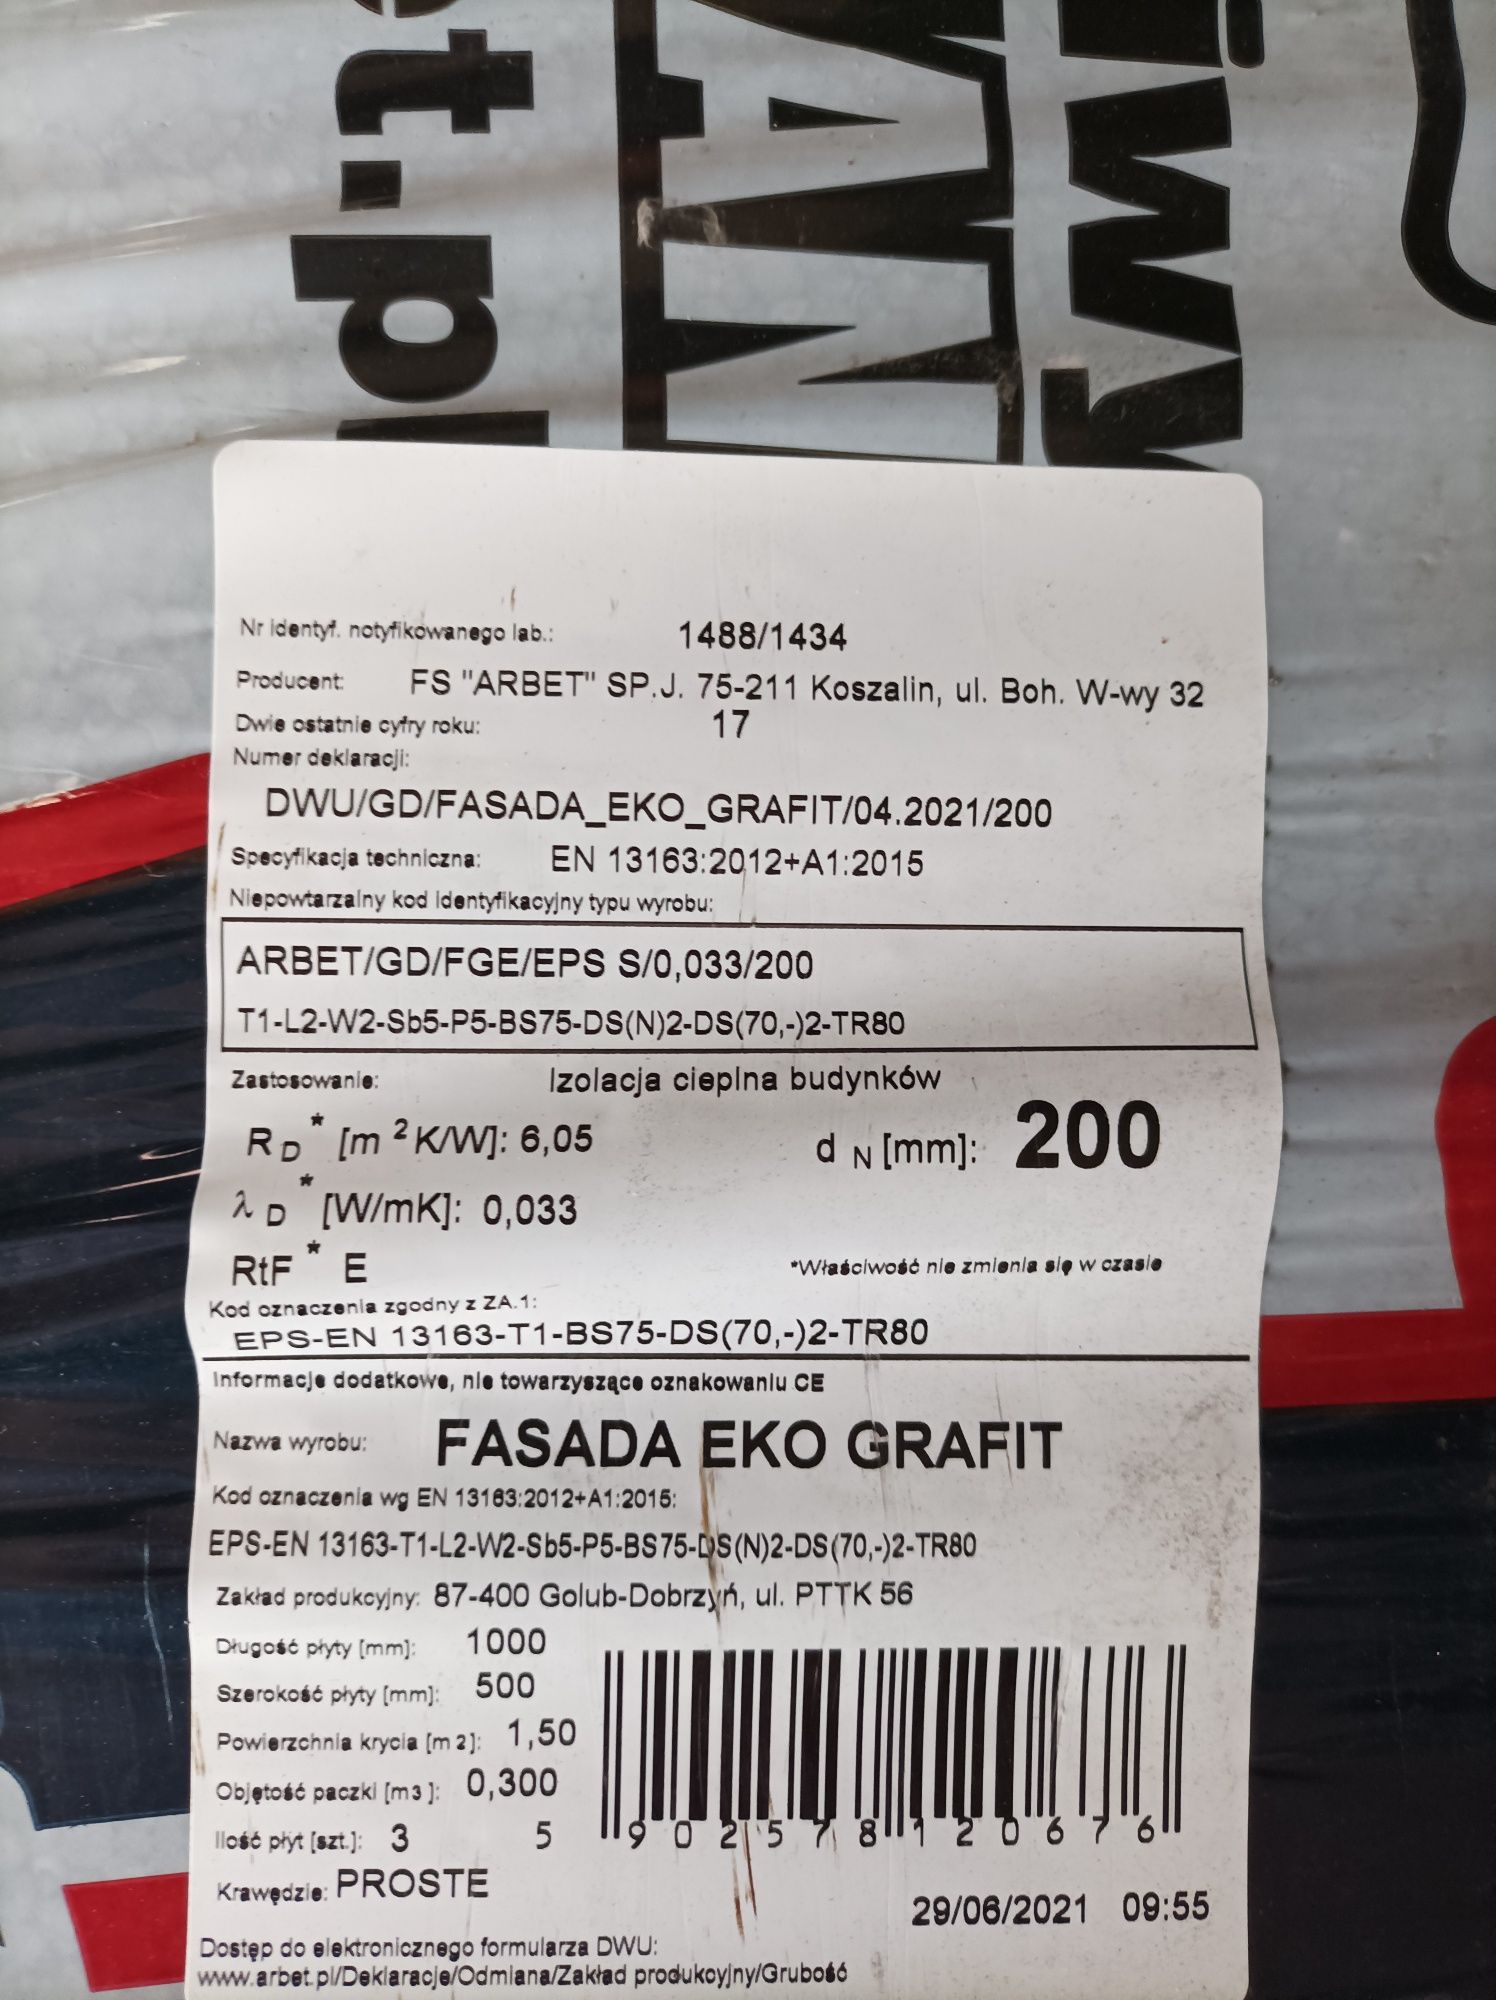 Nr identyf. notyfikowanego lab.: 1488/1434
Producent: FS "ARBET" SP.J. 75-211 Koszalin, ul. Boh. W-wy 32
Dwie ostatnie cyfry roku: 17
Numer deklaracji:
DWU/GD/FASADA_EKO_GRAFIT/04.2021/200
Specyfikacja techniczna: EN 13163:2012+A1:2015
Niepowtarzalny kod identyfikacyjny typu wyrobu:
ARBET/GD/FGE/EPS S/0,033/200
T1-L2-W2-Sb5-P5-BS75-DS(N)2-DS(70,-)2-TR80
Zastosowanie: Izolacja cieplna budynków
R D * [m 2 K/W]: 6,05 d N [mm]: 200
λ D * [W/mK]: 0,033
RtF * E *Właściwość nie zmienia się w czasie
Kod oznaczenia zgodny z ZA.1:
EPS-EN 13163-T1-BS75-DS(70,-)2-TR80
Informacje dodatkowe, nie towarzyszące oznakowaniu CE
Nazwa wyrobu: FASADA EKO GRAFIT
Kod oznaczenia wg EN 13163:2012+A1:2015:
EPS-EN 13163-T1-L2-W2-Sb5-P5-BS75-DS(N)2-DS(70,-)2-TR80
Zakład produkcyjny: 87-400 Golub-Dobrzyń, ul. PTTK 56
Długość płyty [mm]: 1000
Szerokość płyty [mm]: 500
Powierzchnia krycia [m 2]: 1,50
Objętość paczki [m3 ]: 0,300
Ilość płyt [szt.]: 3
5 902578 120676
Krawędzie: PROSTE
29/06/2021 09:55
Dostęp do elektronicznego formularza DWU:
www.arbet.pl/Deklaracje/Odmiana/Zakład produkcyjny/Grubość